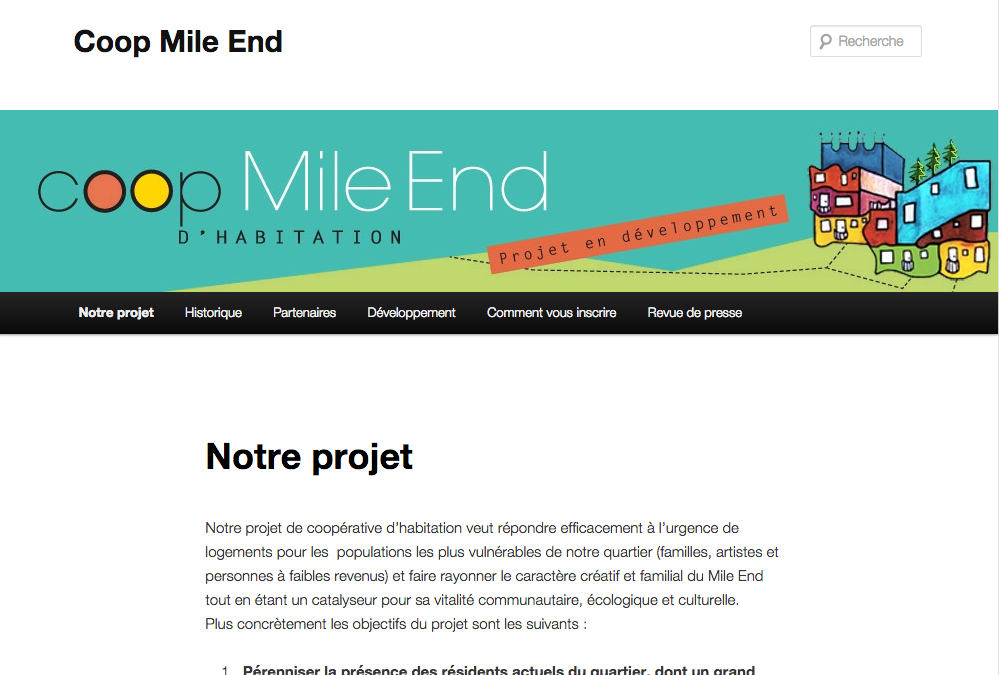 Coop Mile End
Recherche
coop Mile End
D'HABITATION
Projet en développement
Notre projet
Historique
Partenaires
Développement
Comment vous inscrire
Revue de presse
Notre projet
Notre projet de coopérative d’habitation veut répondre efficacement à l’urgence de
logements pour les populations les plus vulnérables de notre quartier (familles, artistes et
personnes à faibles revenus) et faire rayonner le caractère créatif et familial du Mile End
tout en étant un catalyseur pour sa vitalité communautaire, écologique et culturelle.
Plus concrètement les objectifs du projet sont les suivants :
1. Pérenniser la présence des résidents actuels du quartier, dont un grand